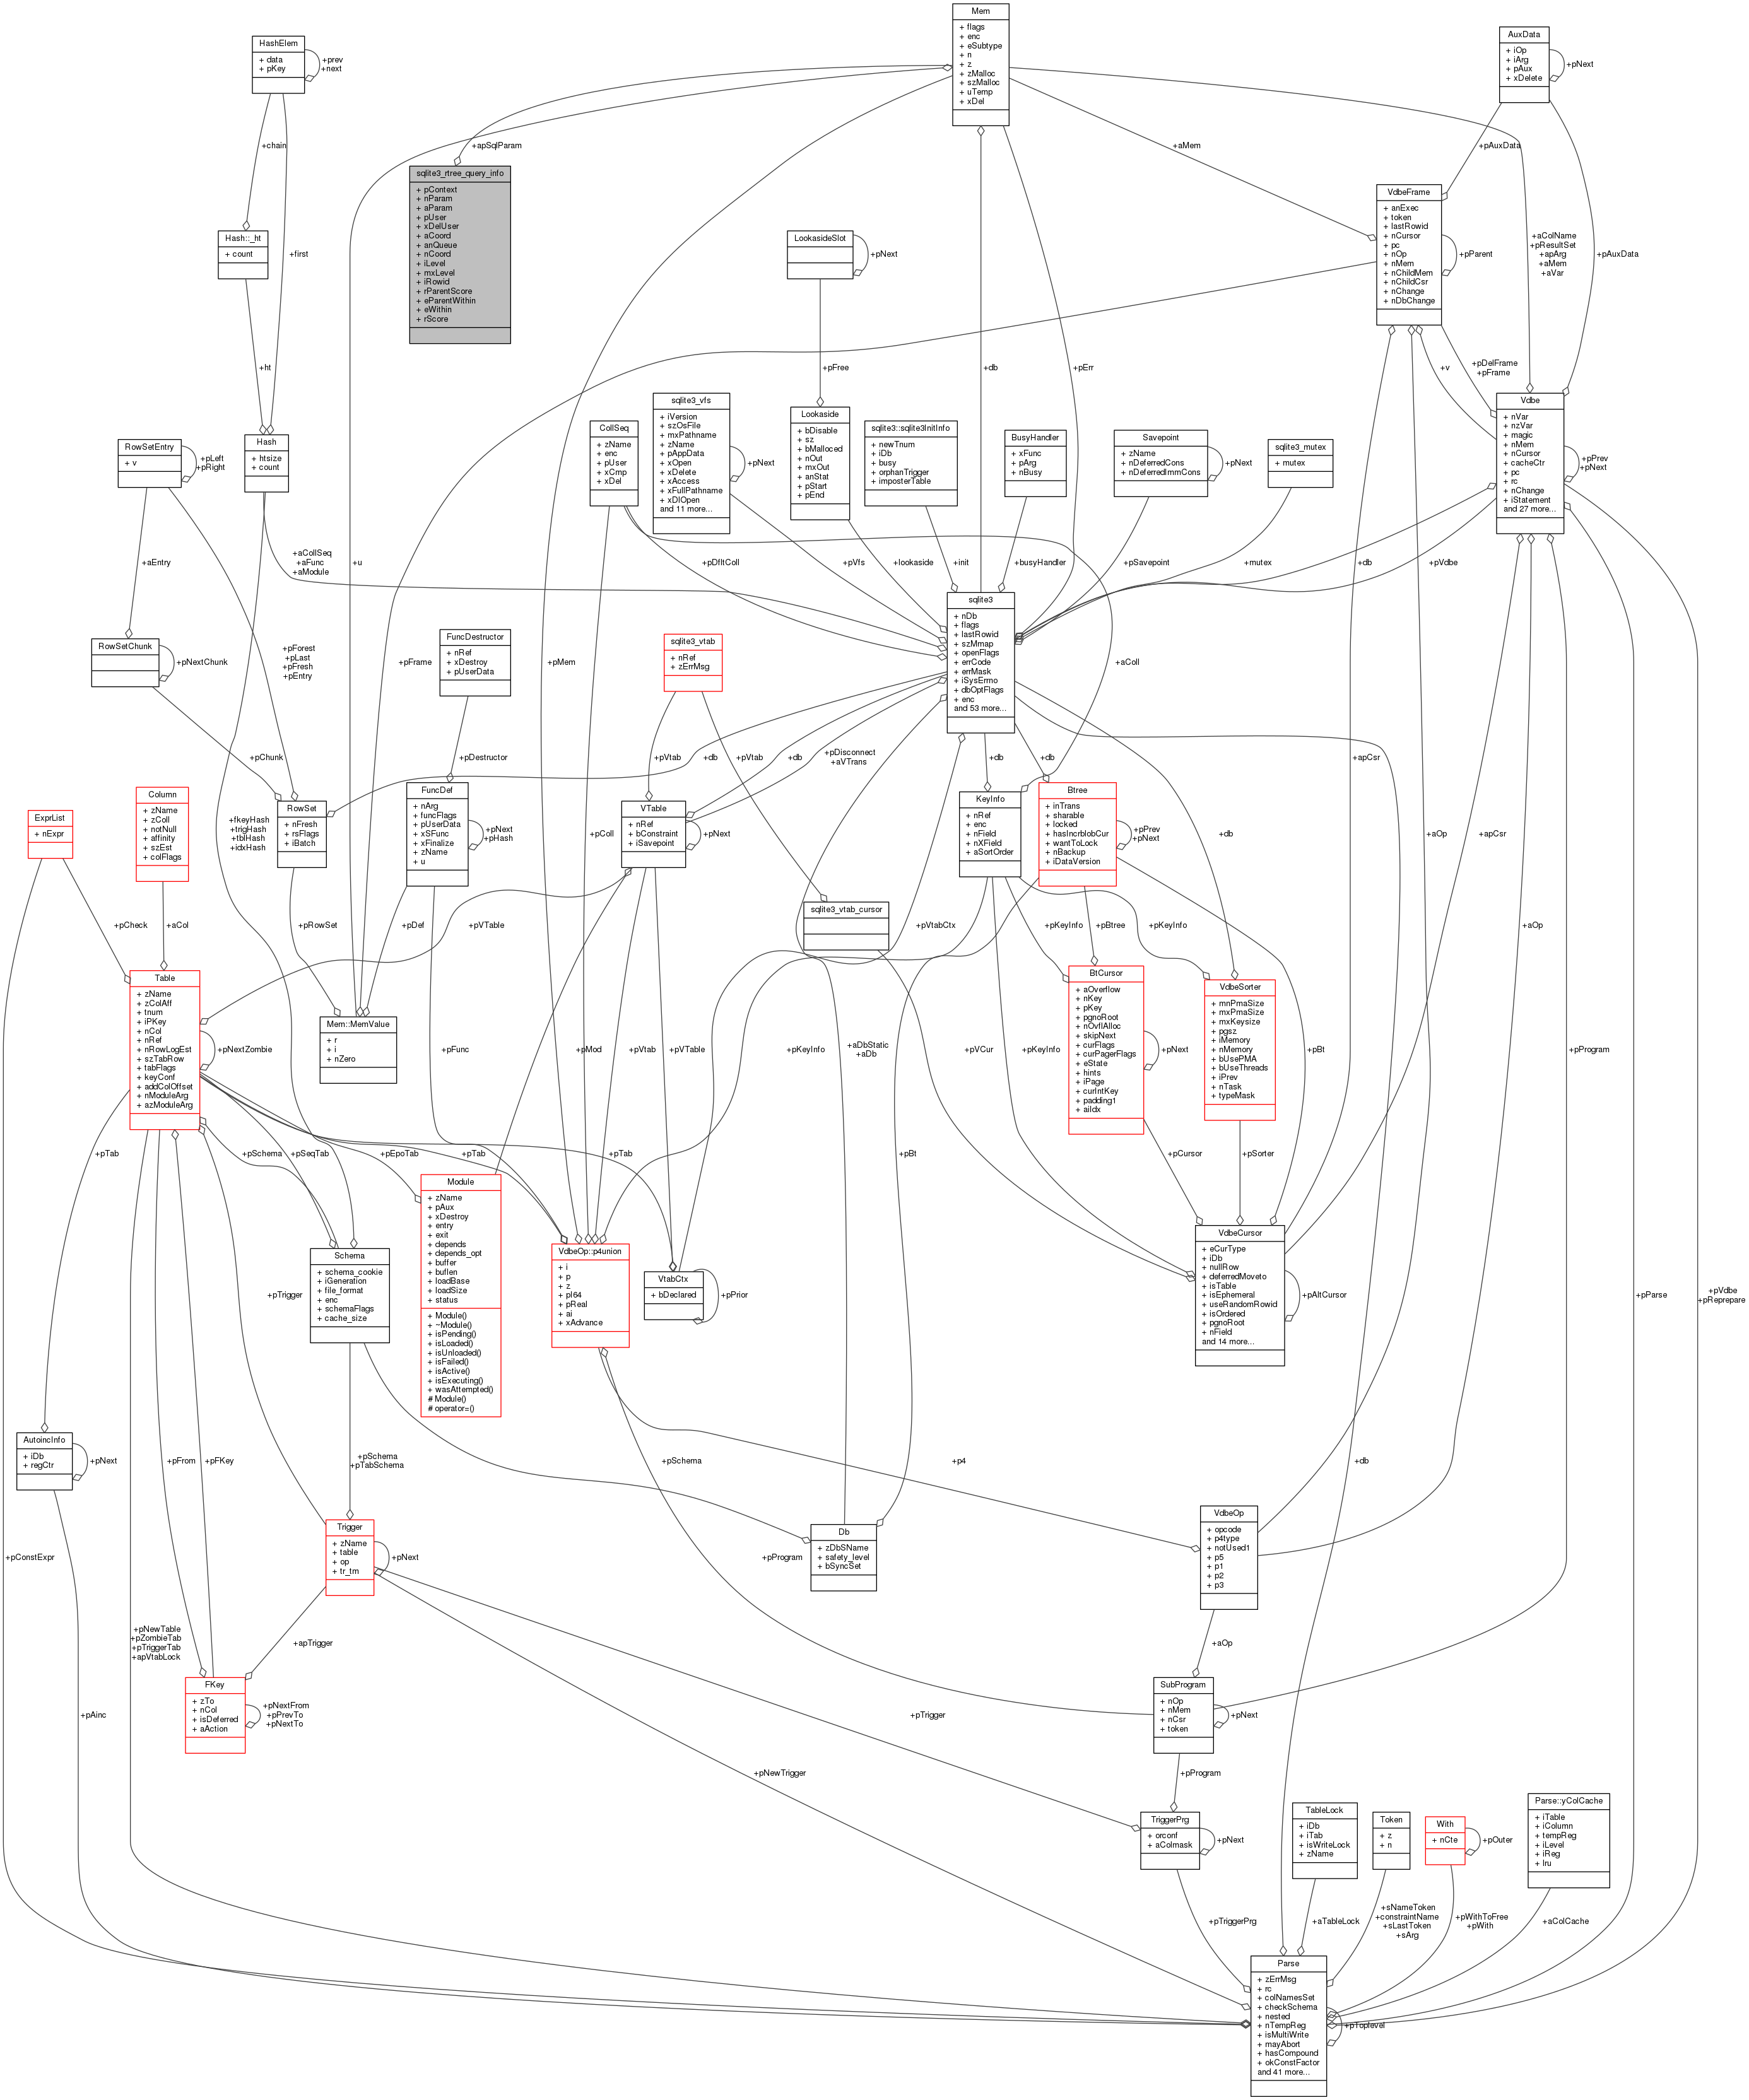 Mem
+ flags
+ enc
+ eSubtype
+ n
+ z
+ zMalloc
+ szMalloc
+ uTemp
+ xDel
HashElem
+ data
+ pKey
+prev
+next
AuxData
+ iOp
+ iArg
+ pAux
+ xDelete
+pNext
+chain
+apSqlParam
+aMem
+pAuxData
sqlite3_rtree_query_info
+ pContext
+ nParam
+ aParam
+ pUser
+ xDelUser
+ aCoord
+ anQueue
+ nCoord
+ iLevel
+ mxLevel
+ iRowid
+ rParentScore
+ eParentWithin
+ eWithin
+ rScore
VdbeFrame
+ anExec
+ token
+ lastRowid
+ nCursor
+ pc
+ nOp
+ nMem
+ nChildMem
+ nChildCsr
+ nChange
+ nDbChange
+pParent
Hash::_ht
+ count
+first
LookasideSlot
+pNext
+aColName
+pResultSet
+apArg
+aMem
+aVar
+pAuxData
+ht
+pFree
+db
+pErr
+v
+pDelFrame
+pFrame
Hash
+ htsize
+ count
RowSetEntry
+ v
+pLeft
+pRight
CollSeq
+ zName
+ enc
+ pUser
+ xCmp
+ xDel
sqlite3_vfs
+ iVersion
+ szOsFile
+ mxPathname
+ zName
+ pAppData
+ xOpen
+ xDelete
+ xAccess
+ xFullPathname
+ xDlOpen
and 11 more...
+pNext
Lookaside
+ bDisable
+ sz
+ bMalloced
+ nOut
+ mxOut
+ anStat
+ pStart
+ pEnd
sqlite3::sqlite3InitInfo
+ newTnum
+ iDb
+ busy
+ orphanTrigger
+ imposterTable
BusyHandler
+ xFunc
+ pArg
+ nBusy
Savepoint
+ zName
+ nDeferredCons
+ nDeferredImmCons
+pNext
sqlite3_mutex
+ mutex
Vdbe
+ nVar
+ nzVar
+ magic
+ nMem
+ nCursor
+ cacheCtr
+ pc
+ rc
+ nChange
+ iStatement
and 27 more...
+pPrev
+pNext
+aEntry
+aCollSeq
+aFunc
+aModule
+u
+pDfltColl
+pVfs
+lookaside
+init
+busyHandler
+pSavepoint
+mutex
+db
+pVdbe
sqlite3
+ nDb
+ flags
+ lastRowid
+ szMmap
+ openFlags
+ errCode
+ errMask
+ iSysErrno
+ dbOptFlags
+ enc
and 53 more...
RowSetChunk
+pNextChunk
+pForest
+pLast
+pFresh
+pEntry
+pFrame
FuncDestructor
+ nRef
+ xDestroy
+ pUserData
+pMem
sqlite3_vtab
+ nRef
+ zErrMsg
+aColl
+pChunk
+pDestructor
+pVtab
+pVtab
+db
+db
+pDisconnect
+aVTrans
+db
+db
+apCsr
Column
+ zName
+ zColl
+ notNull
+ affinity
+ szEst
+ colFlags
ExprList
+ nExpr
+fkeyHash
+trigHash
+tblHash
+idxHash
RowSet
+ nFresh
+ rsFlags
+ iBatch
FuncDef
+ nArg
+ funcFlags
+ pUserData
+ xSFunc
+ xFinalize
+ zName
+ u
+pNext
+pHash
+pColl
VTable
+ nRef
+ bConstraint
+ iSavepoint
+pNext
KeyInfo
+ nRef
+ enc
+ nField
+ nXField
+ aSortOrder
Btree
+ inTrans
+ sharable
+ locked
+ hasIncrblobCur
+ wantToLock
+ nBackup
+ iDataVersion
+pPrev
+pNext
+db
+aOp
+apCsr
sqlite3_vtab_cursor
+pCheck
+aCol
+pRowSet
+pDef
+pVTable
+pVtabCtx
+pKeyInfo
+pBtree
+pKeyInfo
+aOp
Table
+ zName
+ zColAff
+ tnum
+ iPKey
+ nCol
+ nRef
+ nRowLogEst
+ szTabRow
+ tabFlags
+ keyConf
+ addColOffset
+ nModuleArg
+ azModuleArg
+pNextZombie
Mem::MemValue
+ r
+ i
+ nZero
+pFunc
+pMod
+pVtab
+pVTable
+pKeyInfo
+aDbStatic
+aDb
+pVCur
+pKeyInfo
BtCursor
+ aOverflow
+ nKey
+ pKey
+ pgnoRoot
+ nOvflAlloc
+ skipNext
+ curFlags
+ curPagerFlags
+ eState
+ hints
+ iPage
+ curIntKey
+ padding1
+ aiIdx
+pNext
VdbeSorter
+ mnPmaSize
+ mxPmaSize
+ mxKeysize
+ pgsz
+ iMemory
+ nMemory
+ bUsePMA
+ bUseThreads
+ iPrev
+ nTask
+ typeMask
+pBt
+pProgram
+pTab
+pSchema
+pSeqTab
+pEpoTab
+pTab
+pTab
+pBt
+pCursor
+pSorter
Module
+ zName
+ pAux
+ xDestroy
+ entry
+ exit
+ depends
+ depends_opt
+ buffer
+ buflen
+ loadBase
+ loadSize
+ status
+ Module()
+ ~Module()
+ isPending()
+ isLoaded()
+ isUnloaded()
+ isFailed()
+ isActive()
+ isExecuting()
+ wasAttempted()
# Module()
# operator=()
+pTrigger
Schema
+ schema_cookie
+ iGeneration
+ file_format
+ enc
+ schemaFlags
+ cache_size
VdbeOp::p4union
+ i
+ p
+ z
+ pI64
+ pReal
+ ai
+ xAdvance
VtabCtx
+ bDeclared
+pPrior
VdbeCursor
+ eCurType
+ iDb
+ nullRow
+ deferredMoveto
+ isTable
+ isEphemeral
+ useRandomRowid
+ isOrdered
+ pgnoRoot
+ nField
and 14 more...
+pAltCursor
+pParse
+pVdbe
+pReprepare
AutoincInfo
+ iDb
+ regCtr
+pNext
+pFrom
+pFKey
+pSchema
+pTabSchema
+pSchema
+p4
+db
Trigger
+ zName
+ table
+ op
+ tr_tm
+pNext
+pProgram
Db
+ zDbSName
+ safety_level
+ bSyncSet
VdbeOp
+ opcode
+ p4type
+ notUsed1
+ p5
+ p1
+ p2
+ p3
+pConstExpr
+pNewTable
+pZombieTab
+pTriggerTab
+apVtabLock
+apTrigger
+aOp
FKey
+ zTo
+ nCol
+ isDeferred
+ aAction
+pNextFrom
+pPrevTo
+pNextTo
SubProgram
+ nOp
+ nMem
+ nCsr
+ token
+pNext
+pAinc
+pTrigger
+pNewTrigger
+pProgram
TriggerPrg
+ orconf
+ aColmask
+pNext
TableLock
+ iDb
+ iTab
+ isWriteLock
+ zName
Token
+ z
+ n
With
+ nCte
+pOuter
Parse::yColCache
+ iTable
+ iColumn
+ tempReg
+ iLevel
+ iReg
+ lru
+pTriggerPrg
+aTableLock
+sNameToken
+constraintName
+sLastToken
+sArg
+pWithToFree
+pWith
+aColCache
Parse
+ zErrMsg
+ rc
+ colNamesSet
+ checkSchema
+ nested
+ nTempReg
+ isMultiWrite
+ mayAbort
+ hasCompound
+ okConstFactor
and 41 more...
+pToplevel